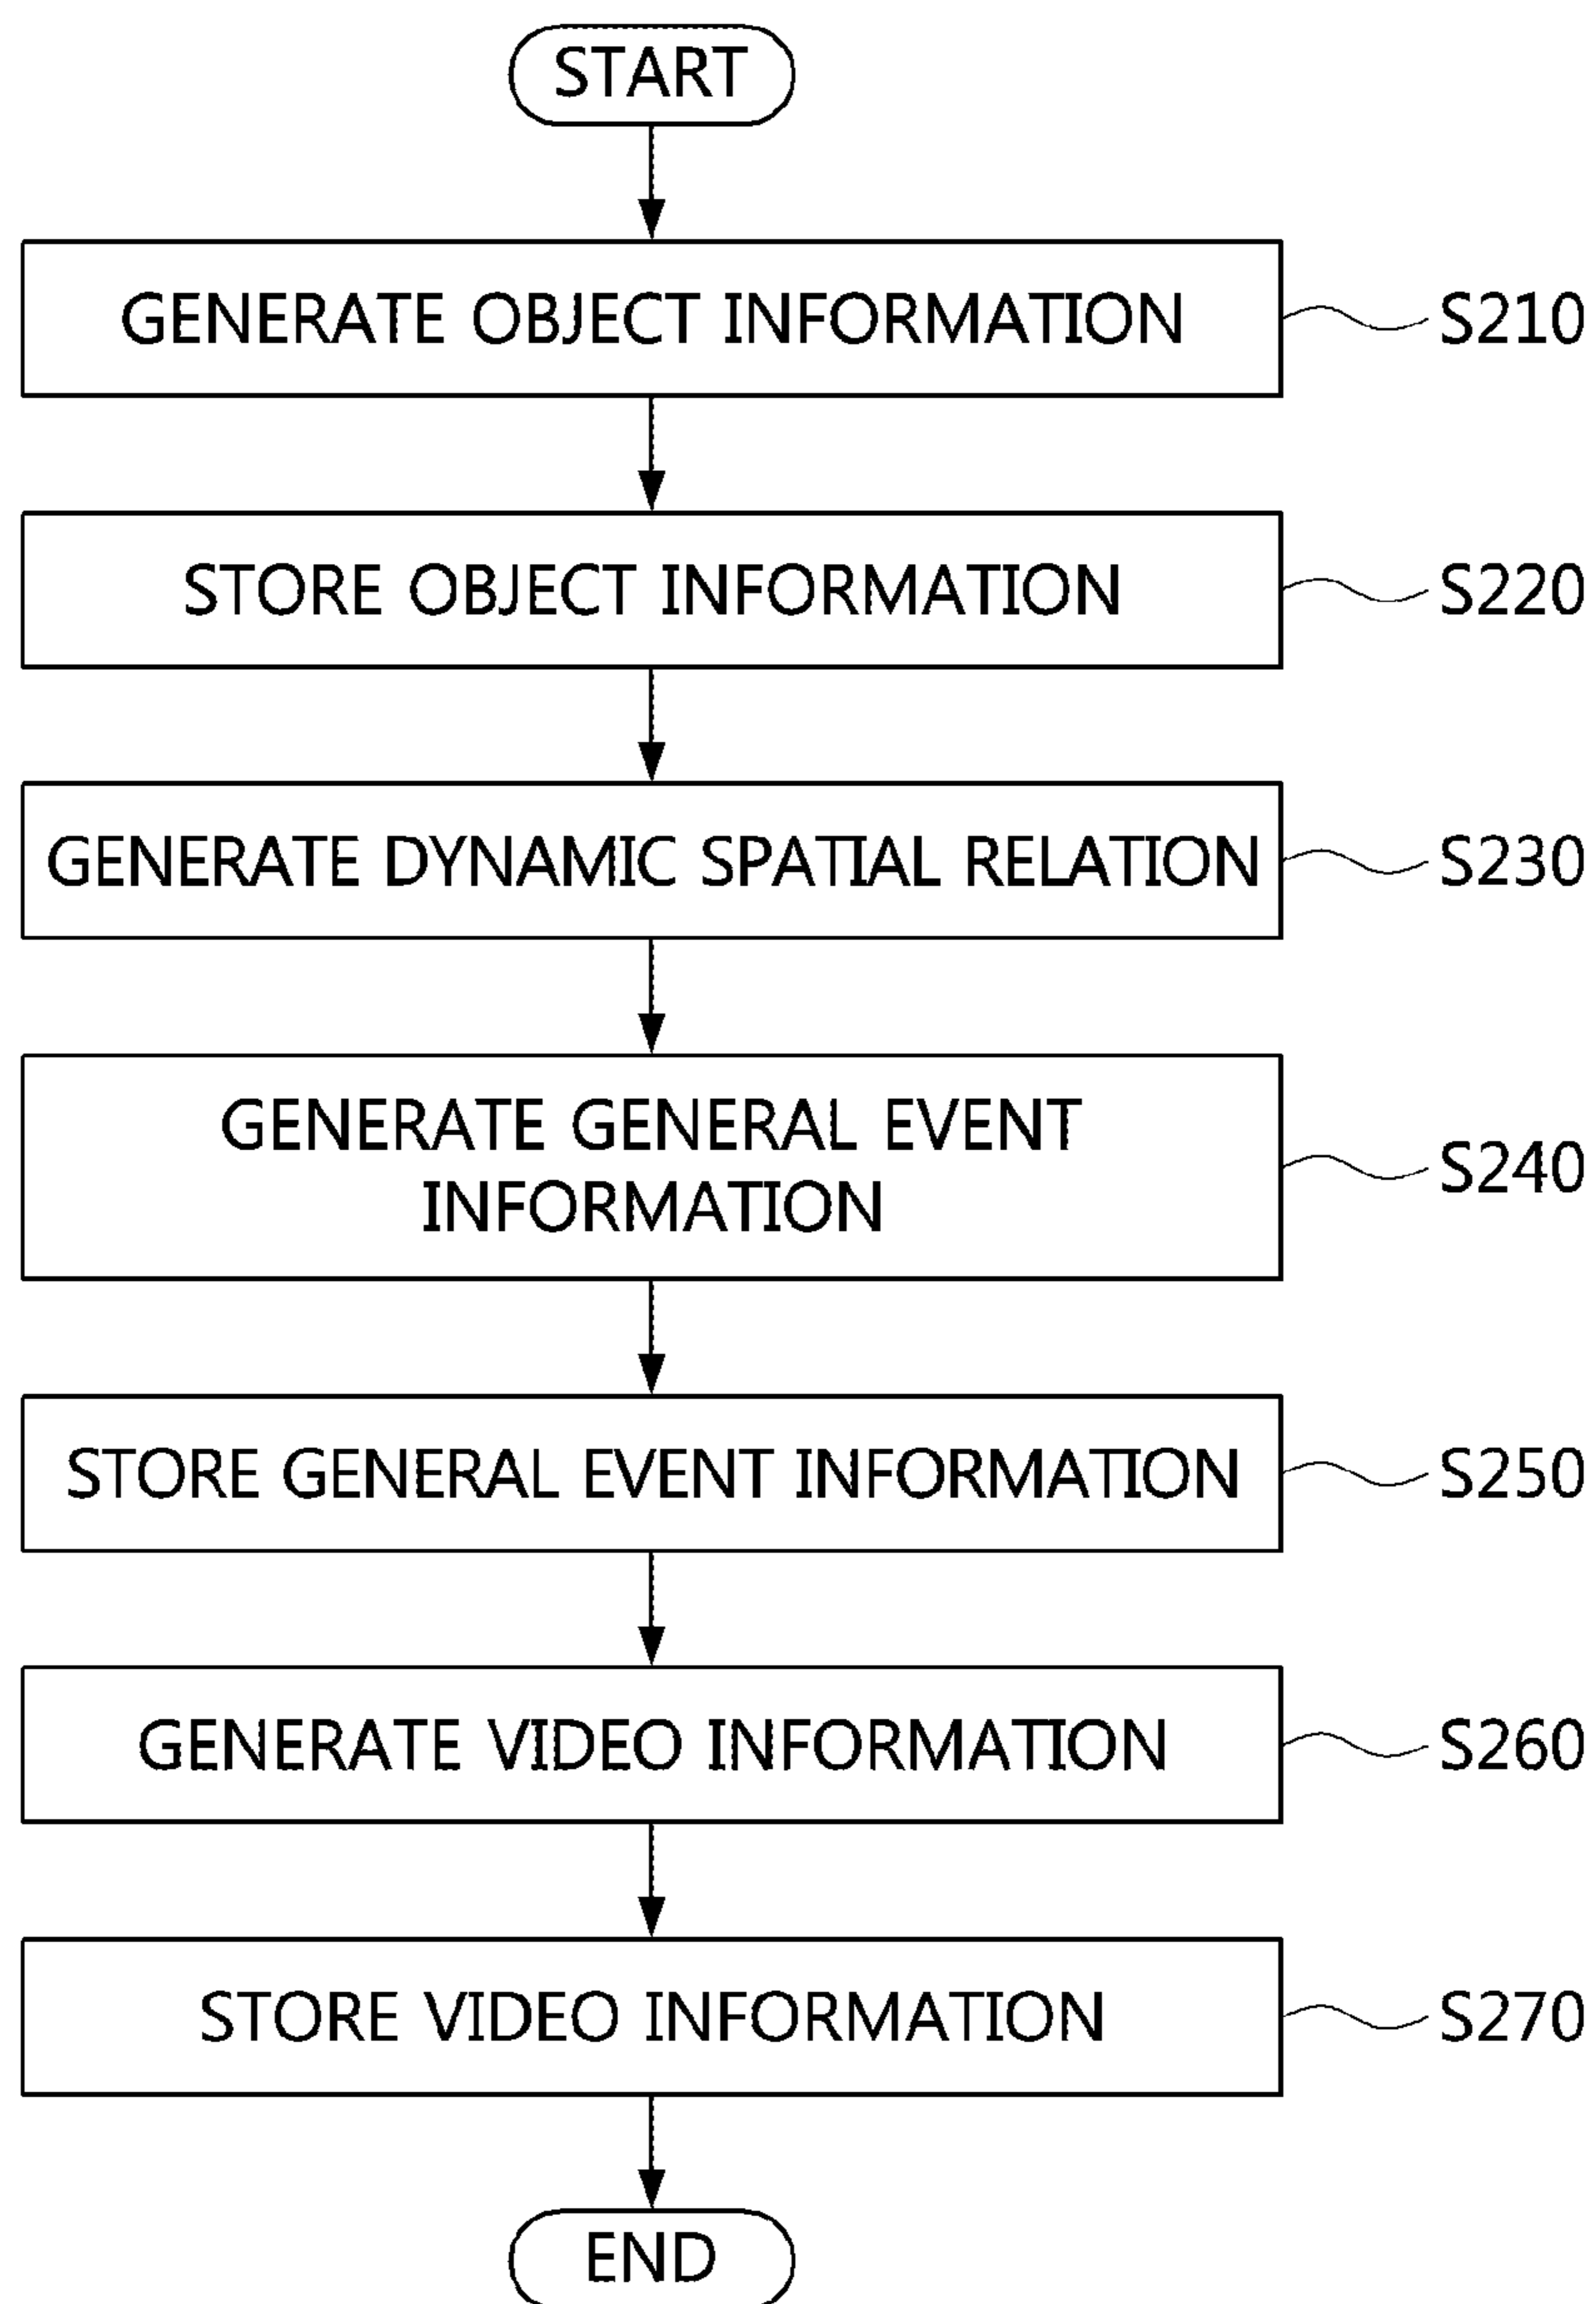 START
GENERATE OBJECT INFORMATION
S210
STORE OBJECT INFORMATION
S220
GENERATE DYNAMIC SPATIAL RELATION
S230
GENERATE GENERAL EVENT
INFORMATION
S240
STORE GENERAL EVENT INFORMATION
S250
GENERATE VIDEO INFORMATION
S260
STORE VIDEO INFORMATION
S270
END